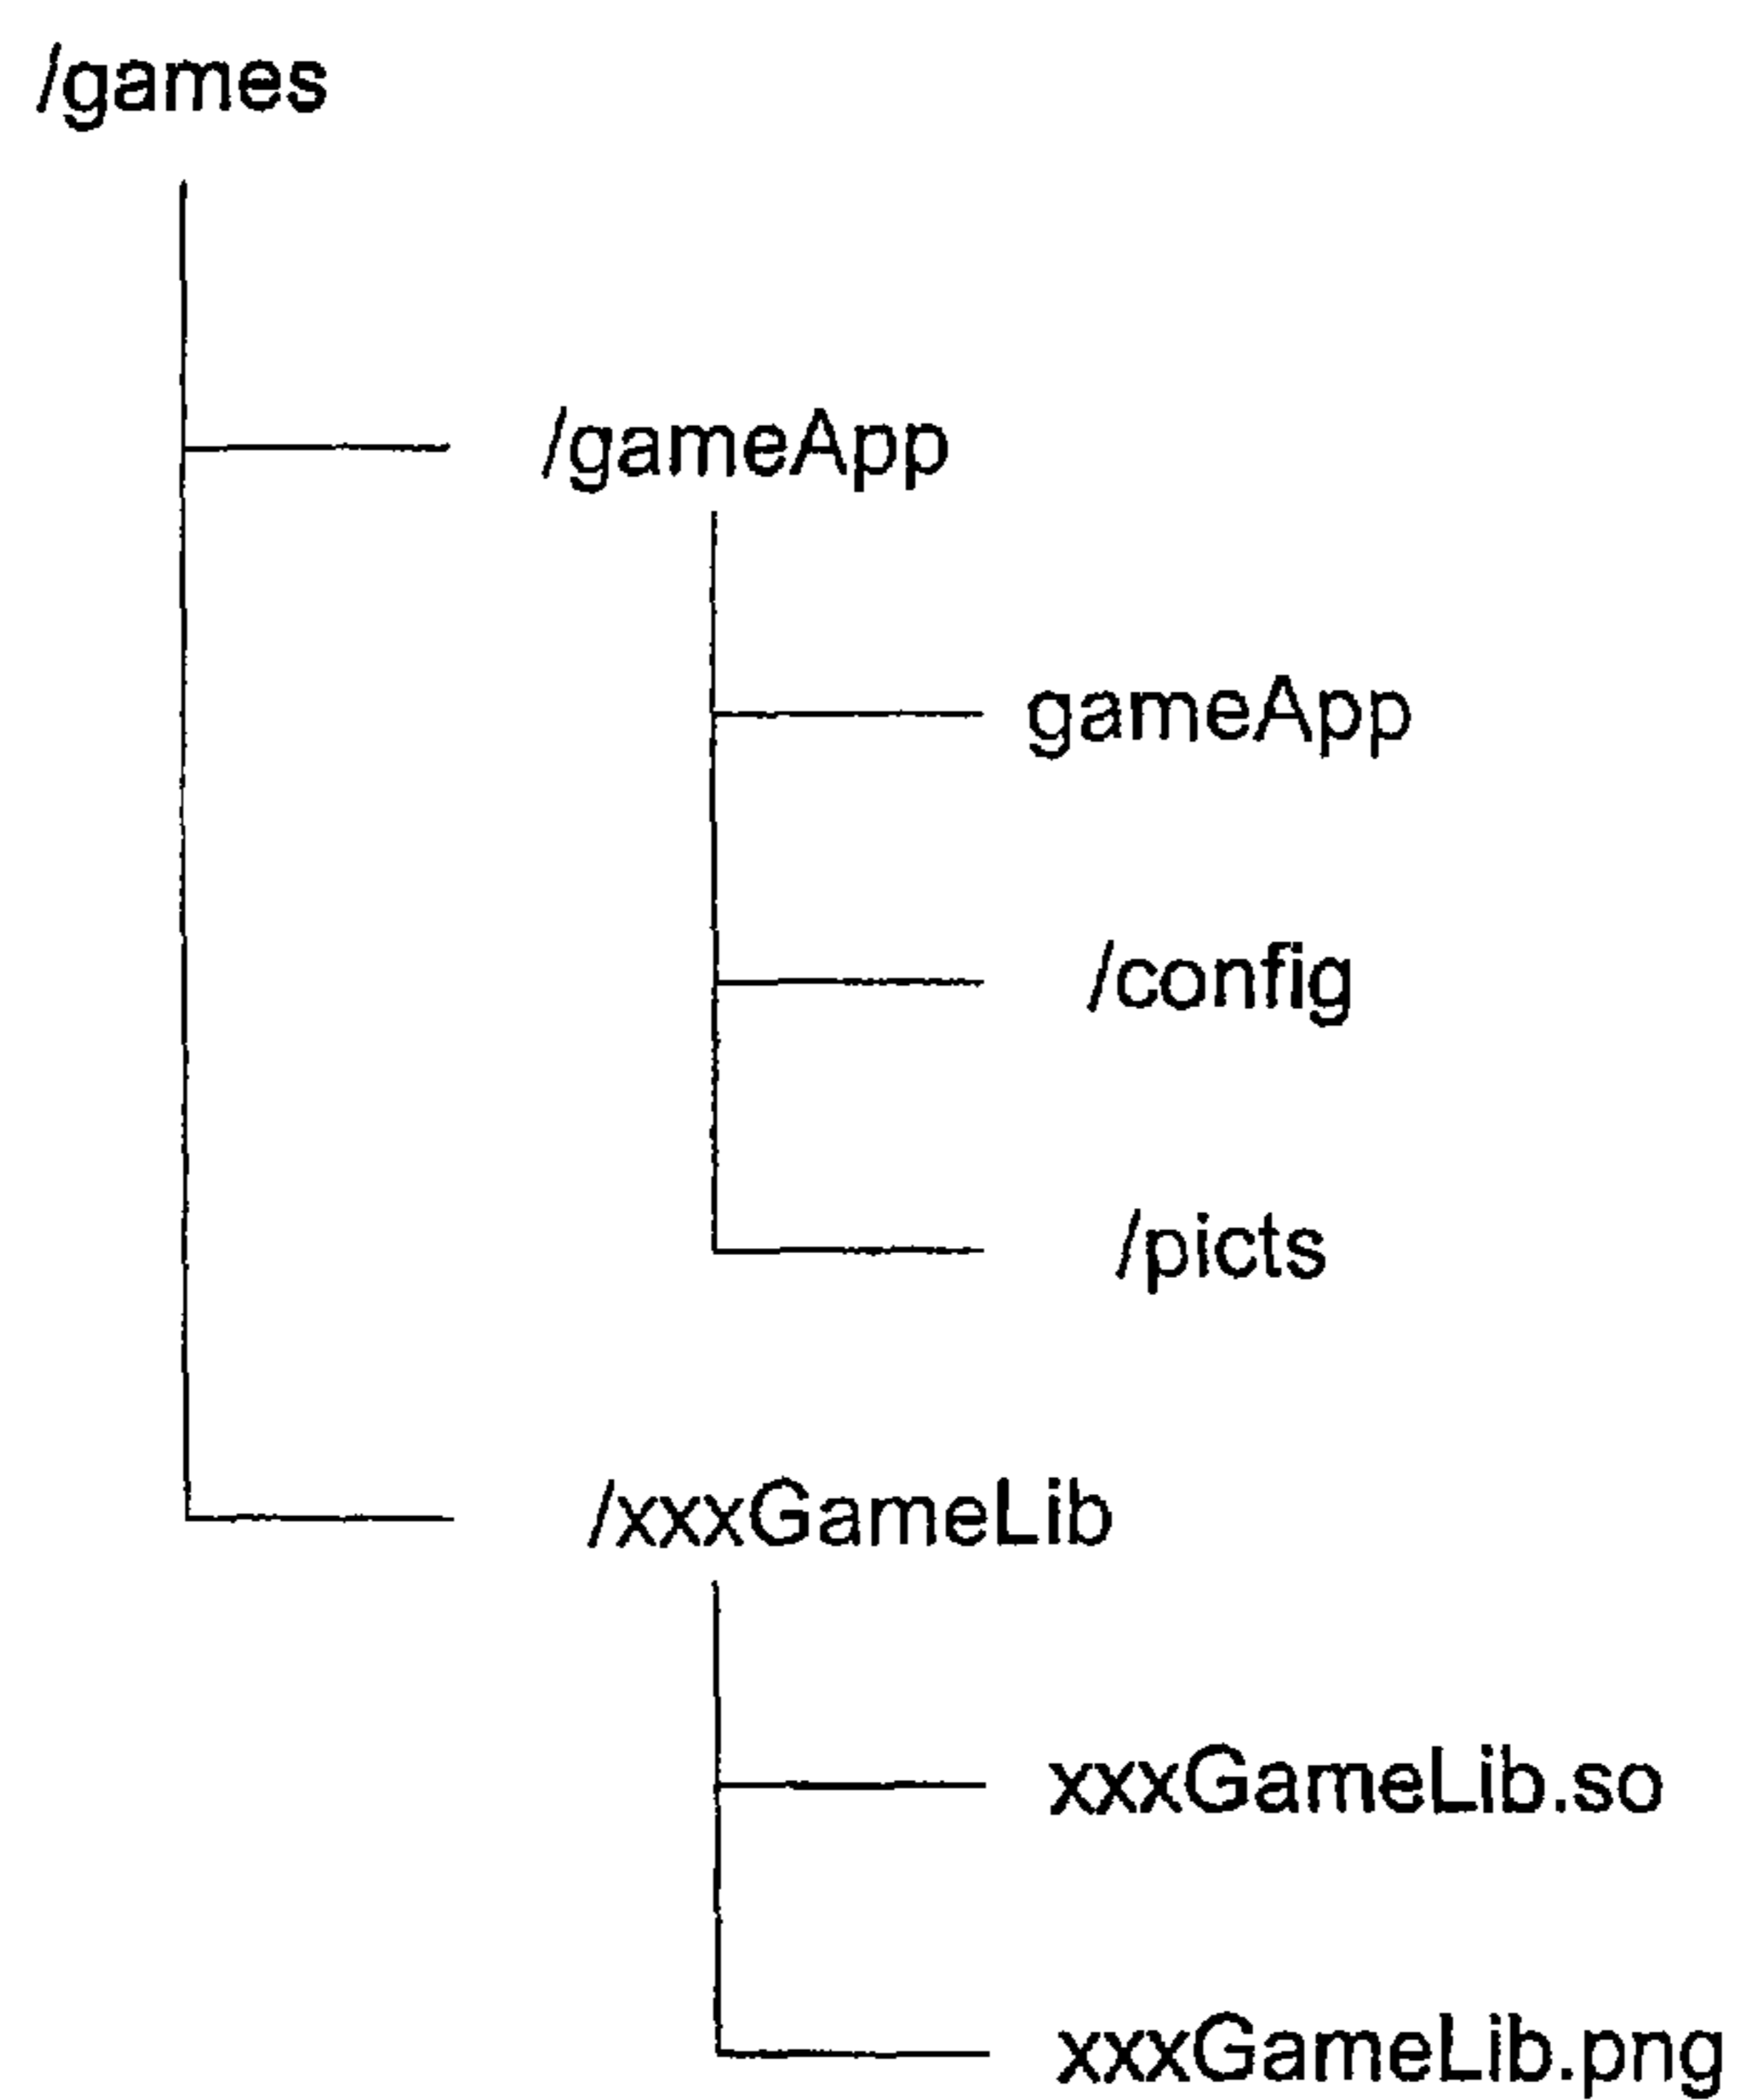 /games
/gameApp
gameApp
/config
/picts
/xxxGameLib
xxxGameLib.so
xxxGameLib.png